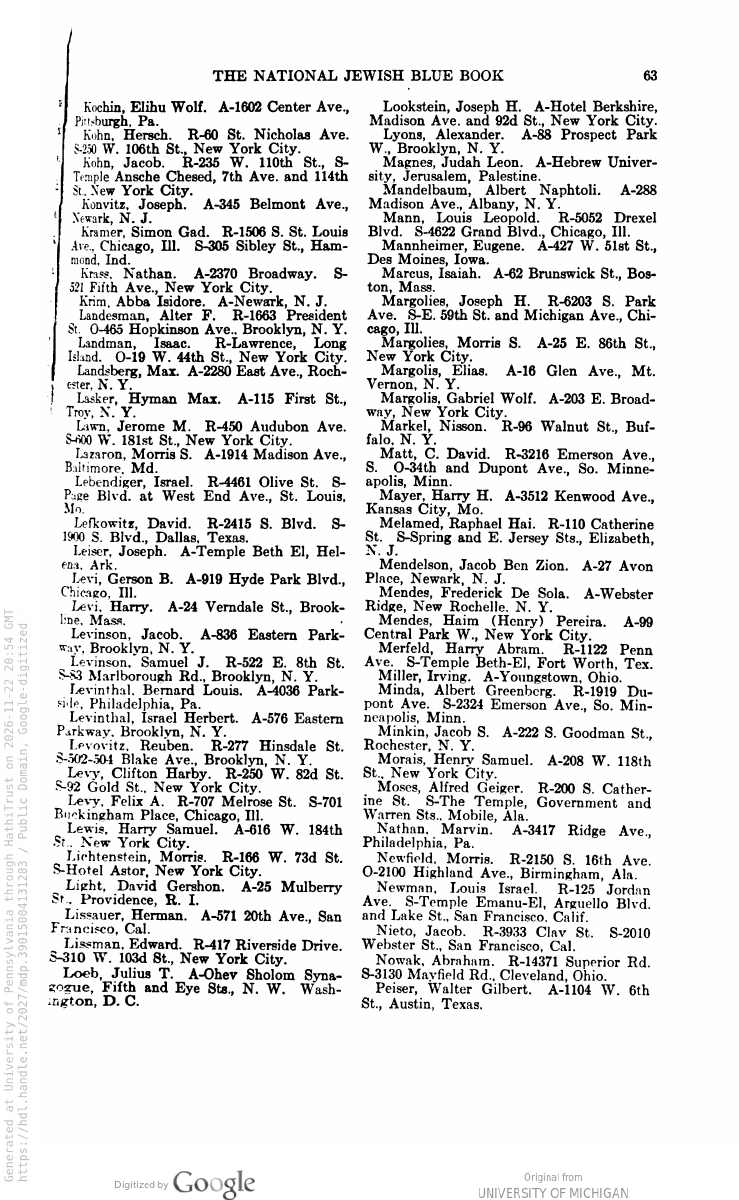 THE NATIONAL JEWISH BLUE BOOK 63
Kochin, Elihu Wolf. A-1602 Center Ave.,
Pittsburgh, Pa.
Kohn, Hersch. R-60 St. Nicholas Ave.
S-250 W. 106th St., New York City.
Kohn, Jacob. R-235 W. 110th St., S-
Temple Ansche Chesed, 7th Ave. and 114th
St. New York City.
Konvitz, Joseph. A-345 Belmont Ave.,
Newark, N. J.
Kramer, Simon Gad. R-1506 S. St. Louis
Ave., Chicago, Ill. S-305 Sibley St., Ham-
mond, Ind.
Krass, Nathan. A-2370 Broadway. S-
521 Fifth Ave., New York City.
Krim, Abba Isidore. A-Newark, N. J.
Landesman, Alter F. R-1663 President
St. O-465 Hopkinson Ave.. Brooklyn, N. Y.
Landman, Isaac. R-Lawrence, Long
Island. O-19 W. 44th St., New York City.
Landsberg, Max. A-2280 East Ave., Roch-
ester, N. Y.
Lasker, Hyman Max. A-115 First St.,
Troy, N. Y.
Lawn, Jerome M. R-450 Audubon Ave.
S-600 W. 181st St., New York City.
Lazaron, Morris S. A-1914 Madison Ave.,
Baltimore, Md.
Lebendiger, Israel. R-4461 Olive St. S-
Page Blvd. at West End Ave., St. Louis,
Mo.
Lefkowitz, David. R-2415 S. Blvd. S-
1900 S. Blvd., Dallas, Texas.
Leiser, Joseph. A-Temple Beth El, Hel-
ena, Ark.
Levi, Gerson B. A-919 Hyde Park Blvd.,
Chicago, Ill.
Levi, Harry. A-24 Verndale St., Brook-
line, Mass.
Levinson, Jacob. A-836 Eastern Park-
way, Brooklyn, N. Y.
Levinson, Samuel J. R-522 E. 8th St.
S-83 Marlborough Rd., Brooklyn, N. Y.
Levinthal, Bernard Louis. A-4036 Park-
side, Philadelphia, Pa.
Levinthal, Israel Herbert. A-576 Eastern
Parkway, Brooklyn, N. Y.
Levovitz, Reuben. R-277 Hinsdale St.
S-502-504 Blake Ave., Brooklyn, N. Y.
Levy, Clifton Harby. R-250 W. 82d St.
S-92 Gold St., New York City.
Levy, Felix A. R-707 Melrose St. S-701
Buckingham Place, Chicago, Ill.
Lewis, Harry Samuel. A-616 W. 184th
St., New York City.
Lichtenstein, Morris. R-166 W. 73d St.
S-Hotel Astor, New York City.
Light, David Gershon. A-25 Mulberry
St., Providence, R. I.
Lissauer, Herman. A-571 20th Ave., San
Francisco, Cal.
Lissman, Edward. R-417 Riverside Drive.
S-310 W. 103d St., New York City.
Loeb, Julius T. A-Ohev Sholom Syna-
gogue, Fifth and Eye Sts., N. W. Wash-
ington, D. C.
Lookstein, Joseph H. A-Hotel Berkshire,
Madison Ave. and 92d St., New York City.
Lyons, Alexander. A-88 Prospect Park
W., Brooklyn, N. Y.
Magnes, Judah Leon. A-Hebrew Univer-
sity, Jerusalem, Palestine.
Mandelbaum, Albert Naphtoli. A-288
Madison Ave., Albany, N. Y.
Mann, Louis Leopold. R-5052 Drexel
Blvd. S-4622 Grand Blvd., Chicago, Ill.
Mannheimer, Eugene. A-427 W. 51st St.,
Des Moines, Iowa.
Marcus, Isaiah. A-62 Brunswick St., Bos-
ton, Mass.
Margolies, Joseph H. R-6203 S. Park
Ave. S-E. 59th St. and Michigan Ave., Chi-
cago, Ill.
Margolies, Morris S. A-25 E. 86th St.,
New York City.
Margolis, Elias. A-16 Glen Ave., Mt.
Vernon, N. Y.
Margolis, Gabriel Wolf. A-203 E. Broad-
way, New York City.
Markel, Nisson. R-96 Walnut St., Buf-
falo, N. Y.
Matt, C. David. R-3216 Emerson Ave.,
S. O-34th and Dupont Ave., So. Minne-
apolis, Minn.
Mayer, Harry H. A-3512 Kenwood Ave.,
Kansas City, Mo.
Melamed, Raphael Hai. R-110 Catherine
St. S-Spring and E. Jersey Sts., Elizabeth,
N. J.
Mendelson, Jacob Ben Zion. A-27 Avon
Place, Newark, N. J.
Mendes, Frederick De Sola. A-Webster
Ridge, New Rochelle, N. Y.
Mendes, Haim (Henry) Pereira. A-99
Central Park W., New York City.
Merfeld, Harry Abram. R-1122 Penn
Ave. S-Temple Beth-El, Fort Worth, Tex.
Miller, Irving. A-Youngstown, Ohio.
Minda, Albert Greenberg. R-1919 Du-
pont Ave. S-2324 Emerson Ave., So. Min-
neapolis, Minn.
Minkin, Jacob S. A-222 S. Goodman St.,
Rochester, N. Y.
Morais, Henry Samuel. A-208 W. 118th
St., New York City.
Moses, Alfred Geiger. R-200 S. Cather-
ine St. S-The Temple, Government and
Warren Sts., Mobile, Ala.
Nathan, Marvin. A-3417 Ridge Ave.,
Philadelphia, Pa.
Newfield, Morris. R-2150 S. 16th Ave.
O-2100 Highland Ave., Birmingham, Ala.
Newman, Louis Israel. R-125 Jordan
Ave. S-Temple Emanu-El, Arguello Blvd.
and Lake St., San Francisco, Calif.
Nieto, Jacob. R-3933 Clay St. S-2010
Webster St., San Francisco, Cal.
Nowak, Abraham. R-14371 Superior Rd.
S-3130 Mayfield Rd., Cleveland, Ohio.
Peiser, Walter Gilbert. A-1104 W. 6th
St., Austin, Texas.
Generated at University of Pennsylvania through HathiTrust on 2026-11-22 20:54 GMT
https://hdl.handle.net/2027/mdp.39015084131203 / Public Domain, Google-digitized
Digitized by Google
Original from
UNIVERSITY OF MICHIGAN